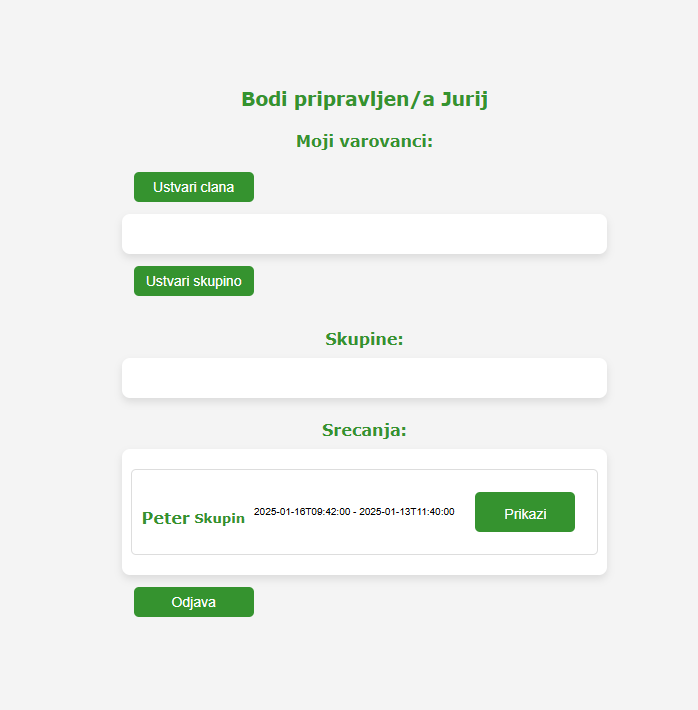 Bodi pripravljen/a Jurij
Moji varovanci:
Ustvari clana
Ustvari skupino
Skupine:
Srecanja:
Peter Skupin 2025-01-16T09:42:00 - 2025-01-13T11:40:00 Prikazi
Odjava